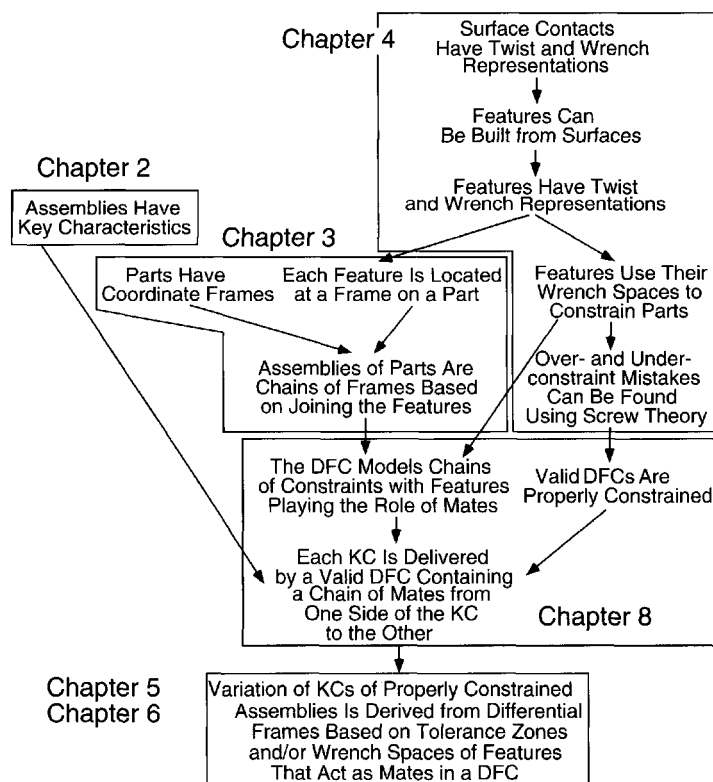 Chapter 4
Surface Contacts
Have Twist and Wrench
Representations
Features Can
Be Built from Surfaces
Features Have Twist
and Wrench Representations
Chapter 2
Assemblies Have
Key Characteristics
Chapter 3
Parts Have
Coordinate Frames
Each Feature Is Located
at a Frame on a Part
Features Use Their
Wrench Spaces to
Constrain Parts
Assemblies of Parts Are
Chains of Frames Based
on Joining the Features
Over- and Under-
constraint Mistakes
Can Be Found
Using Screw Theory
The DFC Models Chains
of Constraints with Features
Playing the Role of Mates
Valid DFCs Are
Properly Constrained
Each KC Is Delivered
by a Valid DFC Containing
a Chain of Mates from
One Side of the KC
to the Other
Chapter 8
Chapter 5
Chapter 6
Variation of KCs of Properly Constrained
Assemblies Is Derived from Differential
Frames Based on Tolerance Zones
and/or Wrench Spaces of Features
That Act as Mates in a DFC